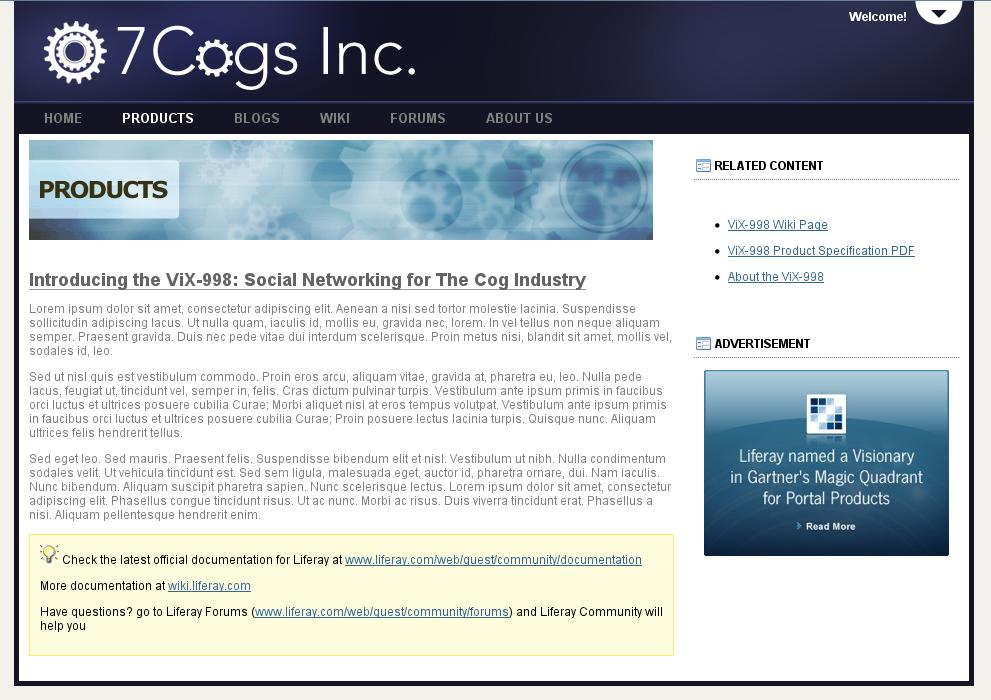 Welcome!
7Cogs Inc.
HOME PRODUCTS BLOGS WIKI FORUMS ABOUT US
PRODUCTS
Introducing the ViX-998: Social Networking for The Cog Industry
Lorem ipsum dolor sit amet, consectetur adipiscing elit. Aenean a nisi sed tortor molestie lacinia. Suspendisse
sollicitudin adipiscing lacus. Ut nulla quam, iaculis id, mollis eu, gravida nec, lorem. In vel tellus non neque aliquam
semper. Praesent gravida. Duis nec pede vitae dui interdum scelerisque. Proin metus nisi, blandit sit amet, mollis vel,
sodales id, leo.
Sed ut nisl quis est vestibulum commodo. Proin eros arcu, aliquam vitae, gravida at, pharetra eu, leo. Nulla pede
lacus, feugiat ut, tincidunt vel, semper in, felis. Cras dictum pulvinar turpis. Vestibulum ante ipsum primis in faucibus
orci luctus et ultrices posuere cubilia Curae; Morbi aliquet nisl at eros tempus volutpat. Vestibulum ante ipsum primis
in faucibus orci luctus et ultrices posuere cubilia Curae; Proin posuere lectus lacinia turpis. Quisque nunc. Aliquam
ultrices felis hendrerit tellus.
Sed eget leo. Sed mauris. Praesent felis. Suspendisse bibendum elit et nisl. Vestibulum ut nibh. Nulla condimentum
sodales velit. Ut vehicula tincidunt est. Sed sem ligula, malesuada eget, auctor id, pharetra ornare, dui. Nam iaculis.
Nunc bibendum. Aliquam suscipit pharetra sapien. Nunc scelerisque lectus. Lorem ipsum dolor sit amet, consectetur
adipiscing elit. Phasellus congue tincidunt risus. Ut ac nunc. Morbi ac risus. Duis viverra tincidunt erat. Phasellus a
nisi. Aliquam pellentesque hendrerit enim.
Check the latest official documentation for Liferay at www.liferay.com/web/guest/community/documentation
More documentation at wiki.liferay.com
Have questions? go to Liferay Forums (www.liferay.com/web/guest/community/forums) and Liferay Community will
help you
RELATED CONTENT
ViX-998 Wiki Page
ViX-998 Product Specification PDF
About the ViX-998
ADVERTISEMENT
Liferay named a Visionary
in Gartner's Magic Quadrant
for Portal Products
Read More